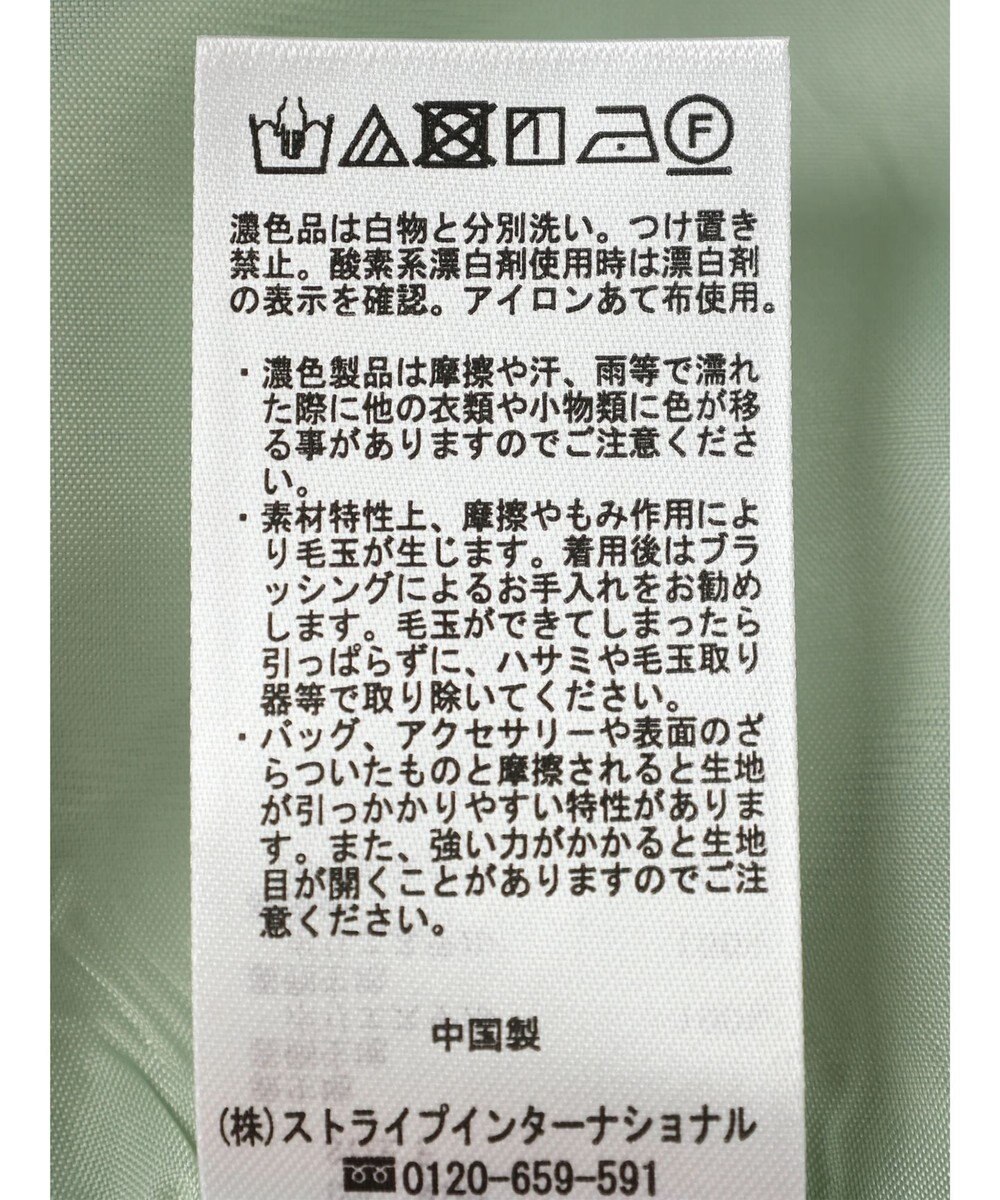 F
濃色品は白物と分別洗い。つけ置き
禁止。酸素系漂白剤使用時は漂白剤
の表示を確認。アイロンあて布使用。
・濃色製品は摩擦や汗、雨等で濡れ
た際に他の衣類や小物類に色が移
る事がありますのでご注意くださ
い。
・素材特性上、摩擦やもみ作用によ
り毛玉が生じます。着用後はブラ
ッシングによるお手入れをお勧め
します。毛玉ができてしまったら
引っぱらずに、ハサミや毛玉取り
器等で取り除いてください。
・バッグ、アクセサリーや表面のざ
らついたものと摩擦されると生地
が引っかかりやすい特性がありま
す。また、強い力がかかると生地
目が開くことがありますのでご注
意ください。
中国製
(株)ストライプインターナショナル
0120-659-591